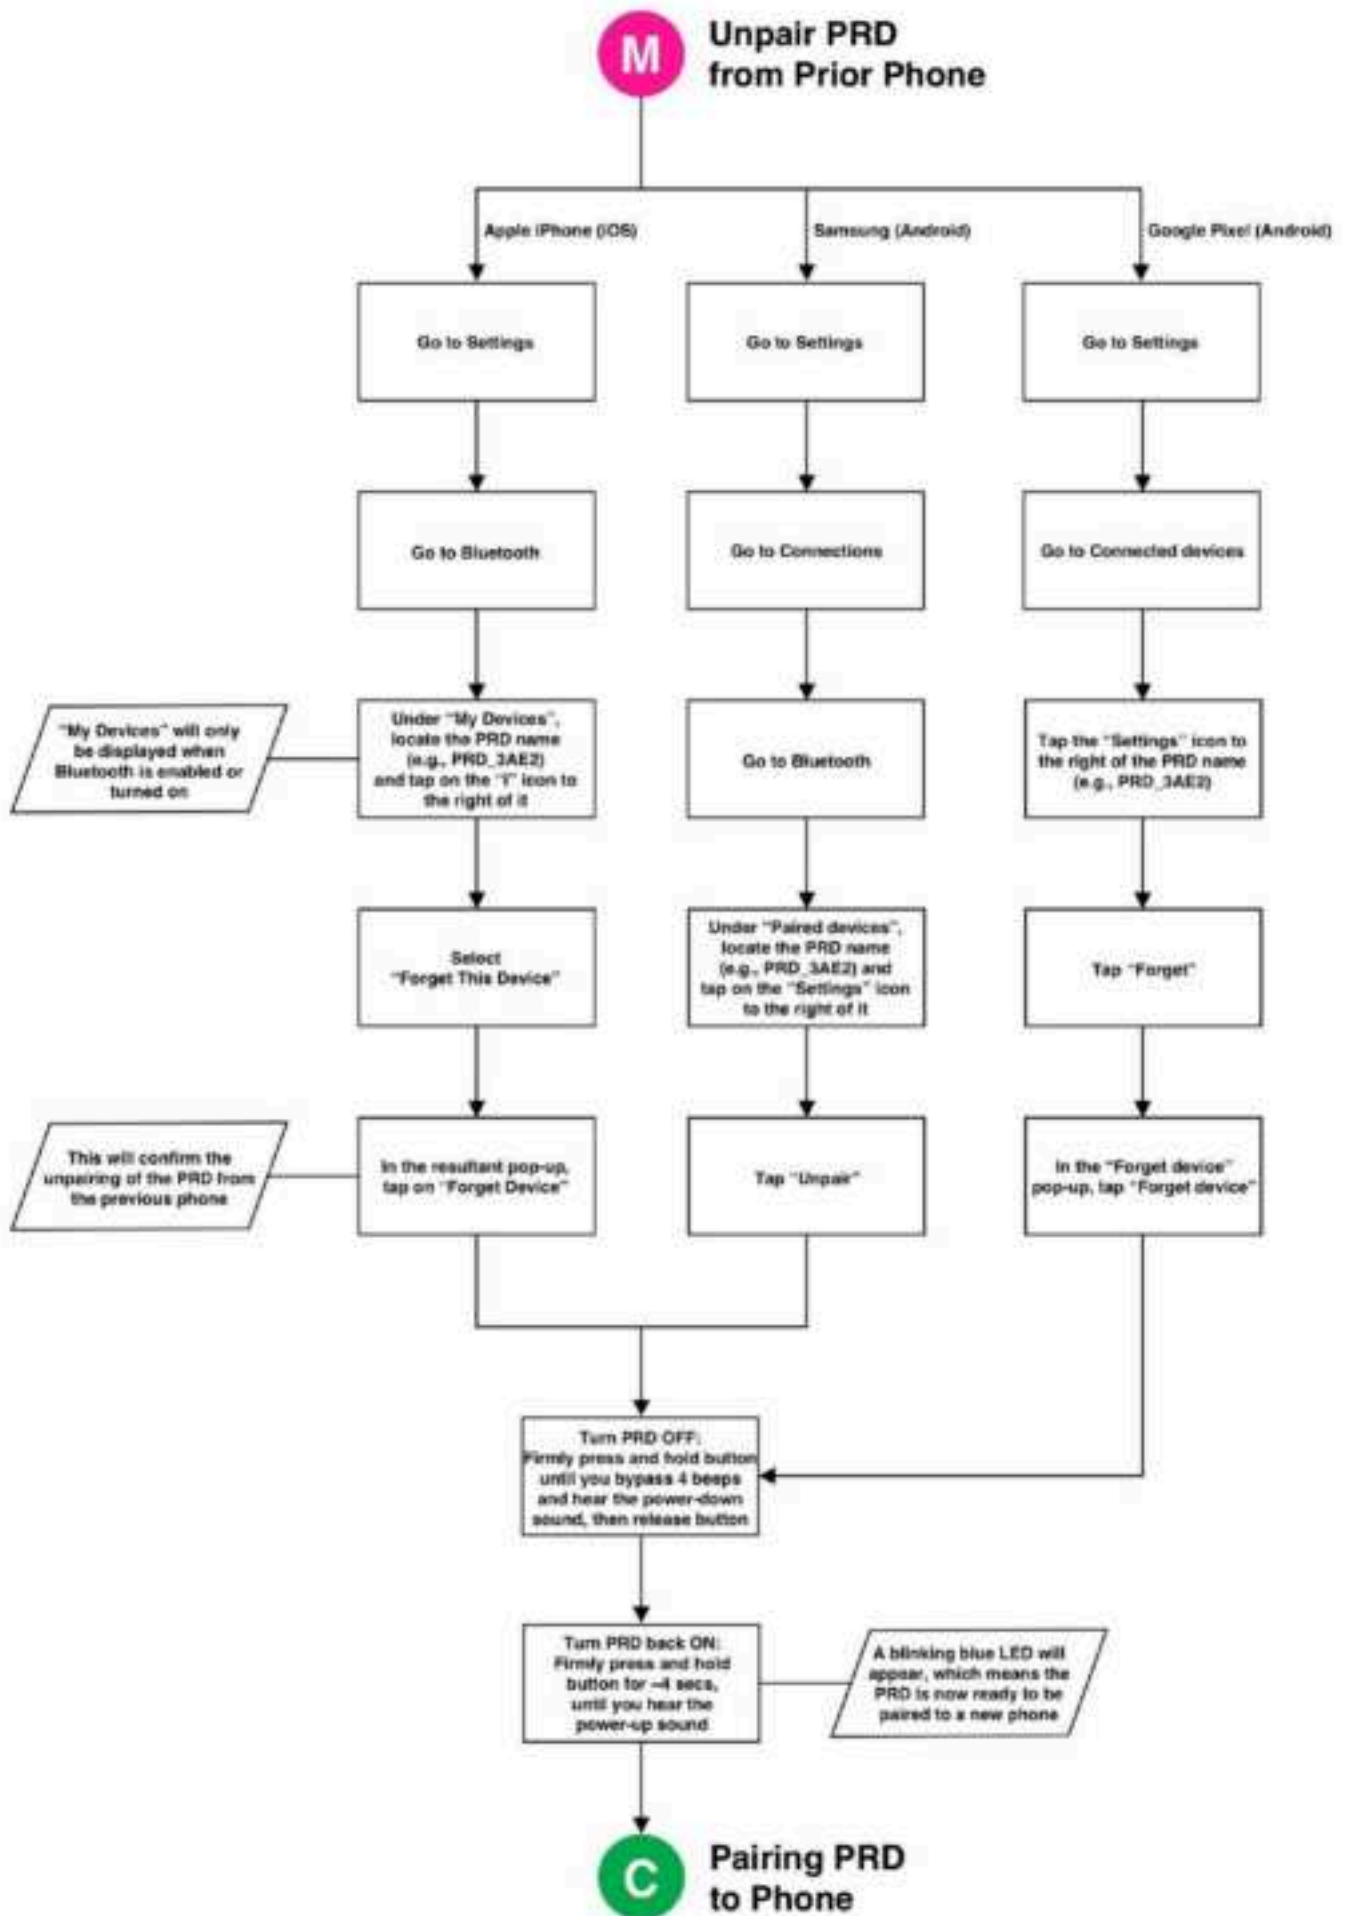 M
Unpair PRD
from Prior Phone
Apple iPhone (iOS)
Samsung (Android)
Google Pixel (Android)
Go to Settings
Go to Settings
Go to Settings
Go to Bluetooth
Go to Connections
Go to Connected devices
"My Devices" will only
be displayed when
Bluetooth is enabled or
turned on
Under "My Devices",
locate the PRD name
(e.g., PRD_3AE2)
and tap on the "i" icon to
the right of it
Go to Bluetooth
Tap the "Settings" icon to
the right of the PRD name
(e.g., PRD_3AE2)
Select
"Forget This Device"
Under "Paired devices",
locate the PRD name
(e.g., PRD_3AE2) and
tap on the "Settings" icon
to the right of it
Tap "Forget"
This will confirm the
unpairing of the PRD from
the previous phone
In the resultant pop-up,
tap on "Forget Device"
Tap "Unpair"
In the "Forget device"
pop-up, tap "Forget device"
Turn PRD OFF:
Firmly press and hold button
until you bypass 4 beeps
and hear the power-down
sound, then release button
Turn PRD back ON:
Firmly press and hold
button for ~4 secs,
until you hear the
power-up sound
A blinking blue LED will
appear, which means the
PRD is now ready to be
paired to a new phone
C
Pairing PRD
to Phone